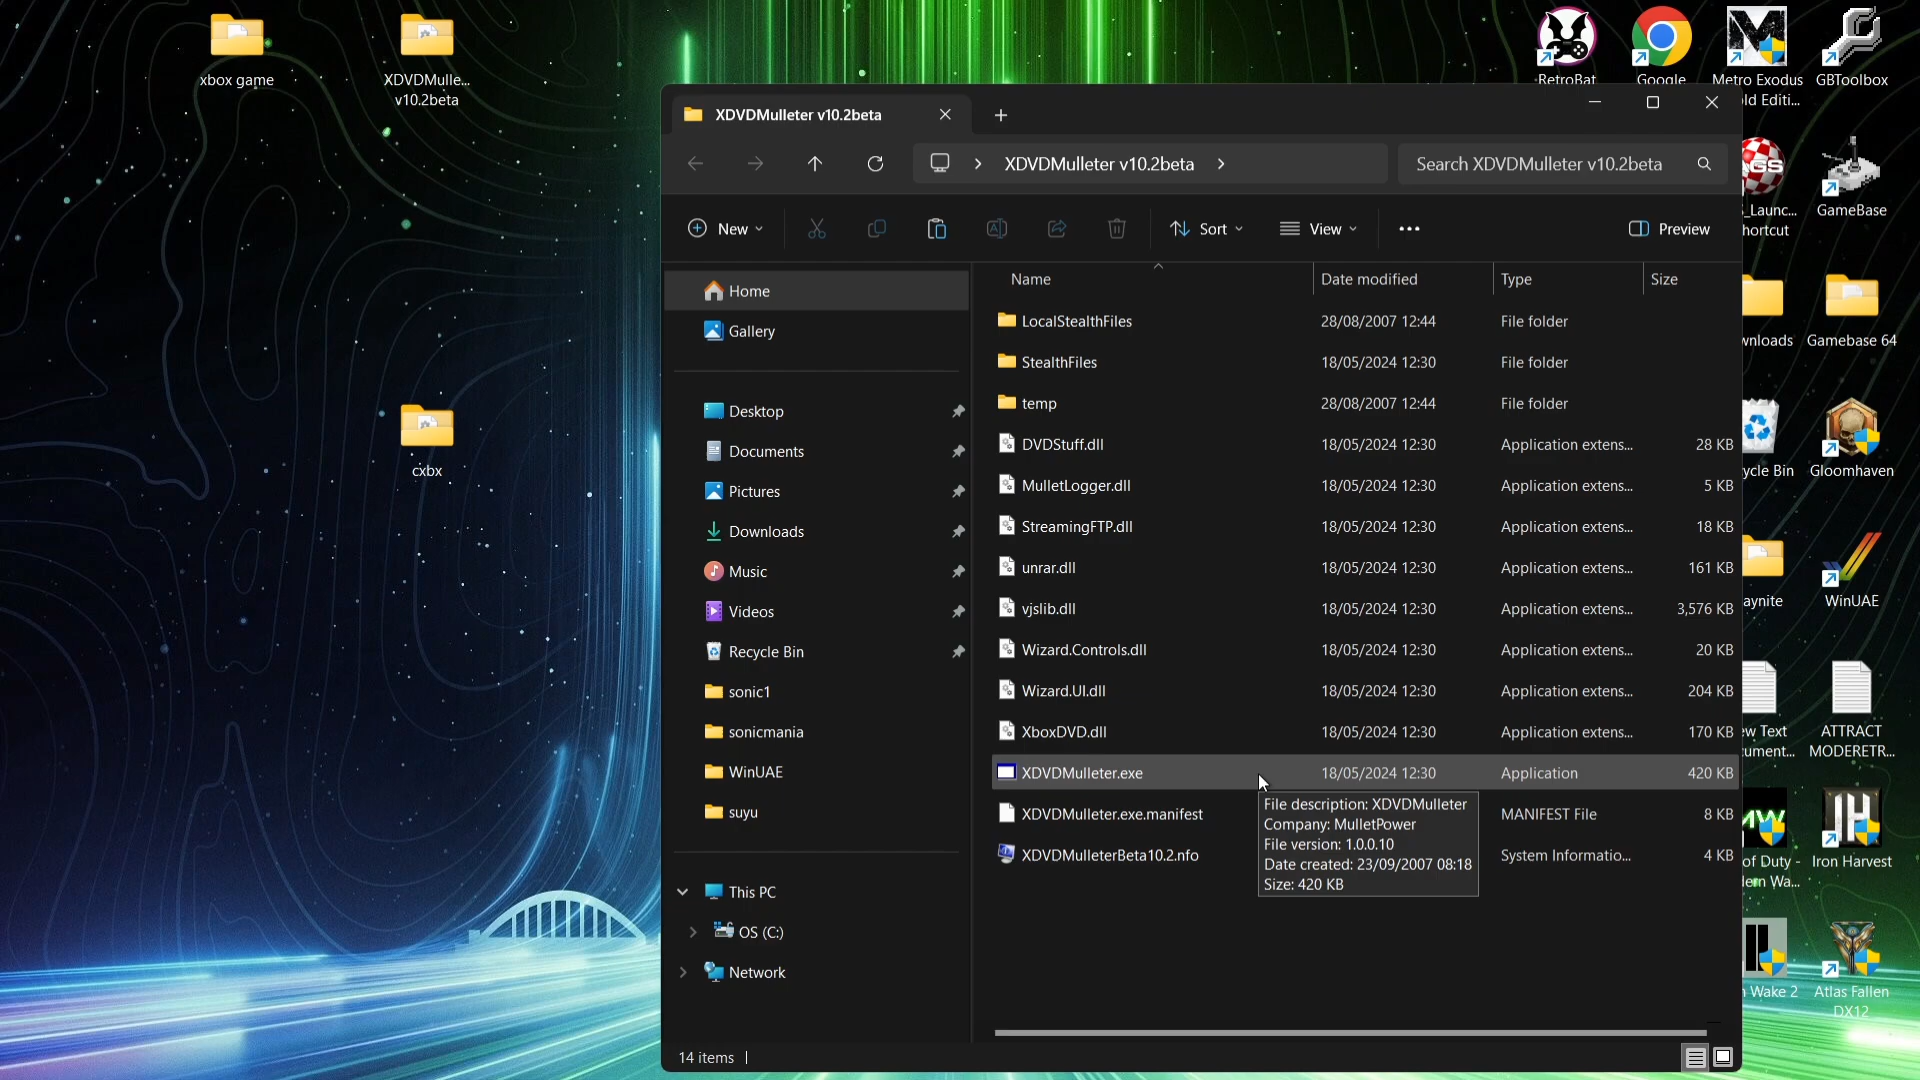 xbox game
XDVDMulle...
v10.2beta
RetroBat
Google
Metro Exodus
ld Editi...
GBToolbox
XDVDMulleter v10.2beta
XDVDMulleter v10.2beta
Search XDVDMulleter v10.2beta
New
Sort
View
Preview
Home
Gallery
Desktop
Documents
Pictures
Downloads
Music
Videos
Recycle Bin
sonic1
sonicmania
WinUAE
suyu
This PC
OS (C:)
Network
Name Date modified Type Size
LocalStealthFiles 28/08/2007 12:44 File folder
StealthFiles 18/05/2024 12:30 File folder
temp 28/08/2007 12:44 File folder
DVDStuff.dll 18/05/2024 12:30 Application extens... 28 KB
MulletLogger.dll 18/05/2024 12:30 Application extens... 5 KB
StreamingFTP.dll 18/05/2024 12:30 Application extens... 18 KB
unrar.dll 18/05/2024 12:30 Application extens... 161 KB
vjslib.dll 18/05/2024 12:30 Application extens... 3,576 KB
Wizard.Controls.dll 18/05/2024 12:30 Application extens... 20 KB
Wizard.UI.dll 18/05/2024 12:30 Application extens... 204 KB
XboxDVD.dll 18/05/2024 12:30 Application extens... 170 KB
XDVDMulleter.exe 18/05/2024 12:30 Application 420 KB
XDVDMulleter.exe.manifest MANIFEST File 8 KB
XDVDMulleterBeta10.2.nfo System Informatio... 4 KB
File description: XDVDMulleter
Company: MulletPower
File version: 1.0.0.10
Date created: 23/09/2007 08:18
Size: 420 KB
14 items
cxbx
GS
_Launc...
hortcut
GameBase
wnloads
Gamebase 64
ycle Bin
Gloomhaven
aynite
WinUAE
ew Text
ument...
ATTRACT
MODERETR...
MW
of Duty -
ern Wa...
IH
Iron Harvest
n Wake 2
Atlas Fallen
DX12